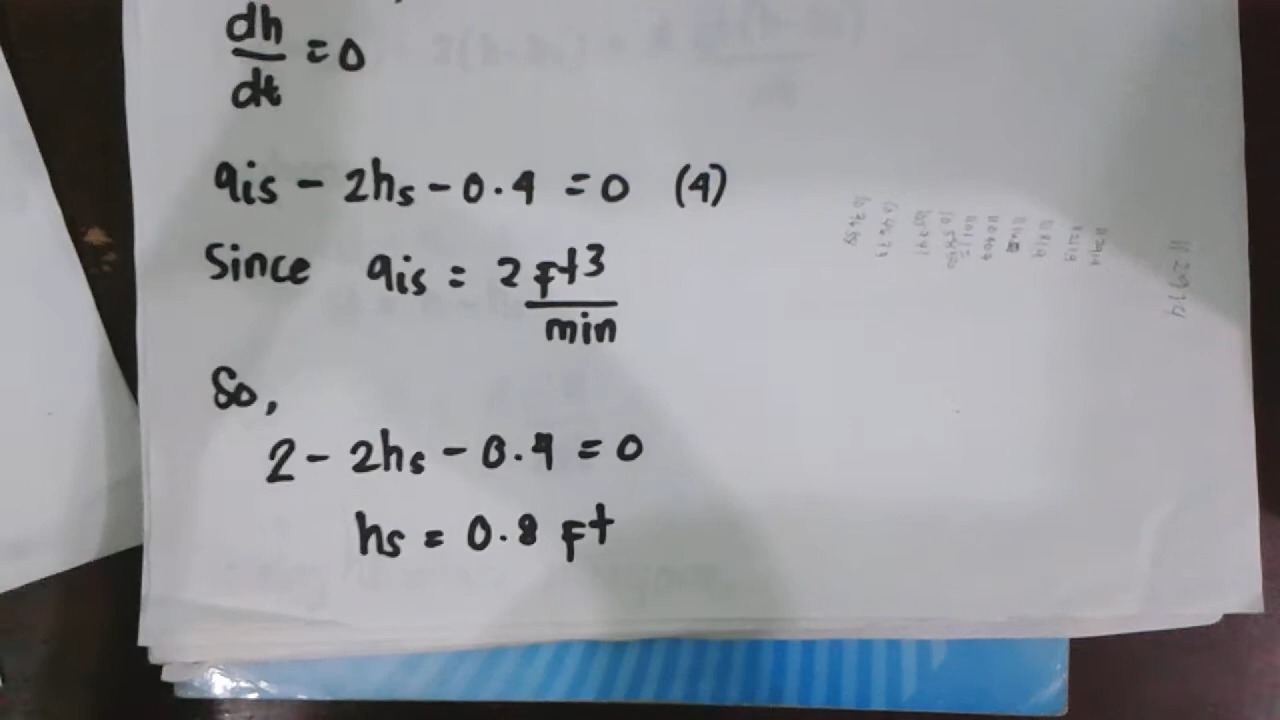 dh
dt = 0
qis - 2hs - 0.4 = 0 (4)
Since qis = 2 Ft3
min
So,
2 - 2hs - 0.4 = 0
hs = 0.8 Ft